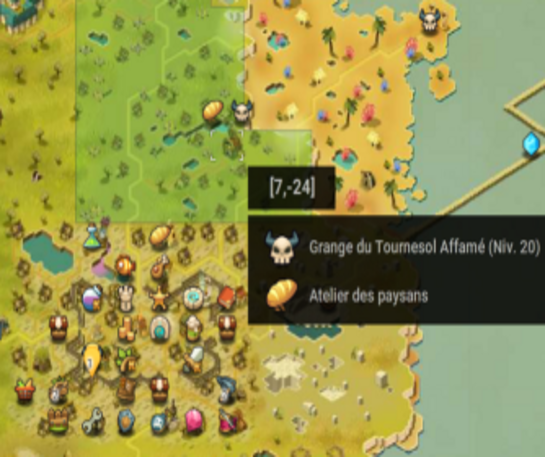 [7,-24]
Grange du Tournesol Affamé (Niv. 20)
Atelier des paysans